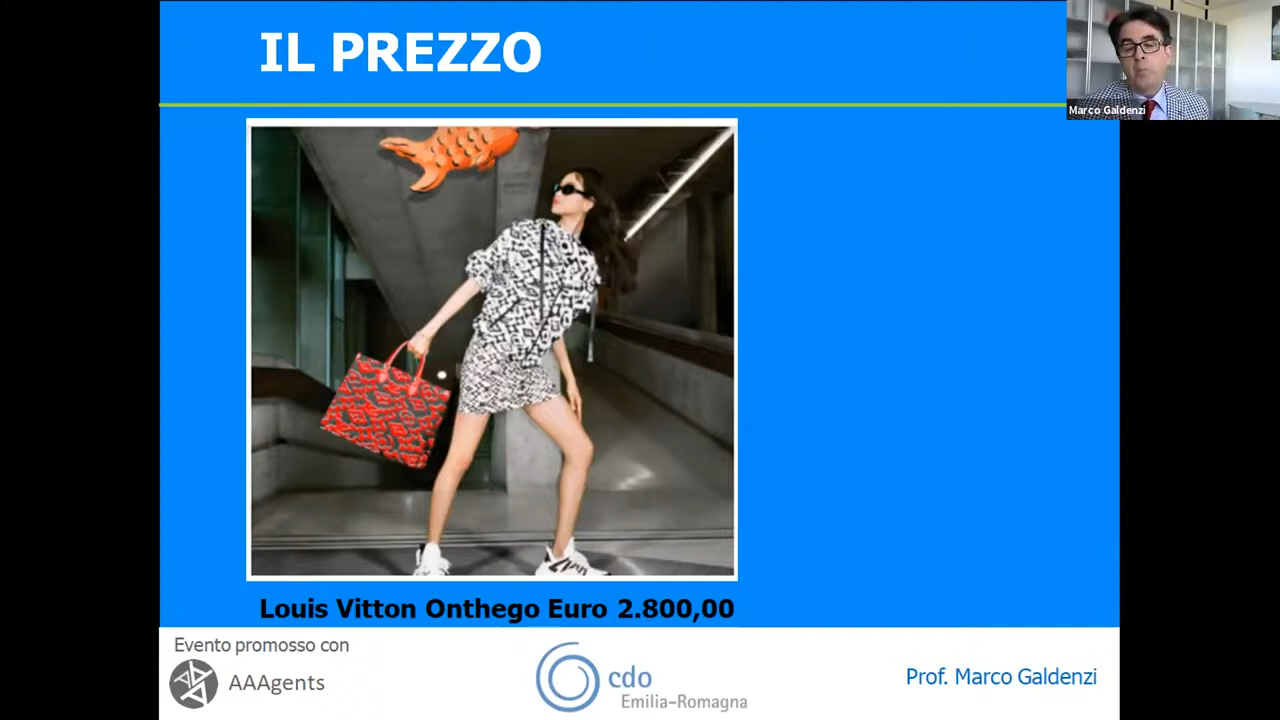 IL PREZZO
Marco Galdenzi
Louis Vitton Onthego Euro 2.800,00
Evento promosso con
AAAgents
cdo
Emilia-Romagna
Prof. Marco Galdenzi